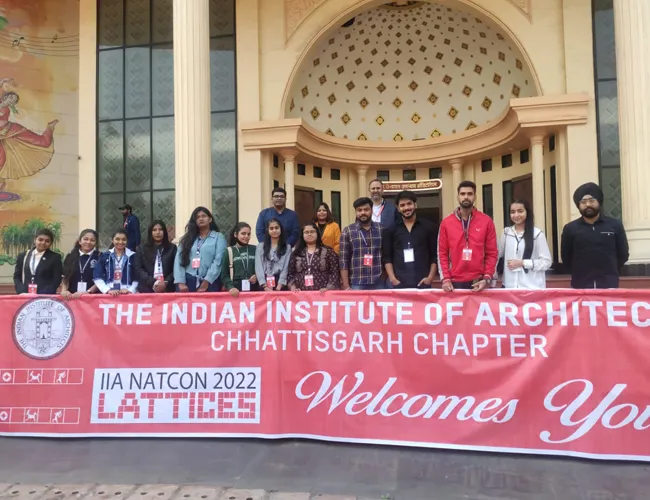 THE INDIAN INSTITUTE OF ARCHITEC
CHHATTISGARH CHAPTER
IIA NATCON 2022
LATTICES
Welcomes You